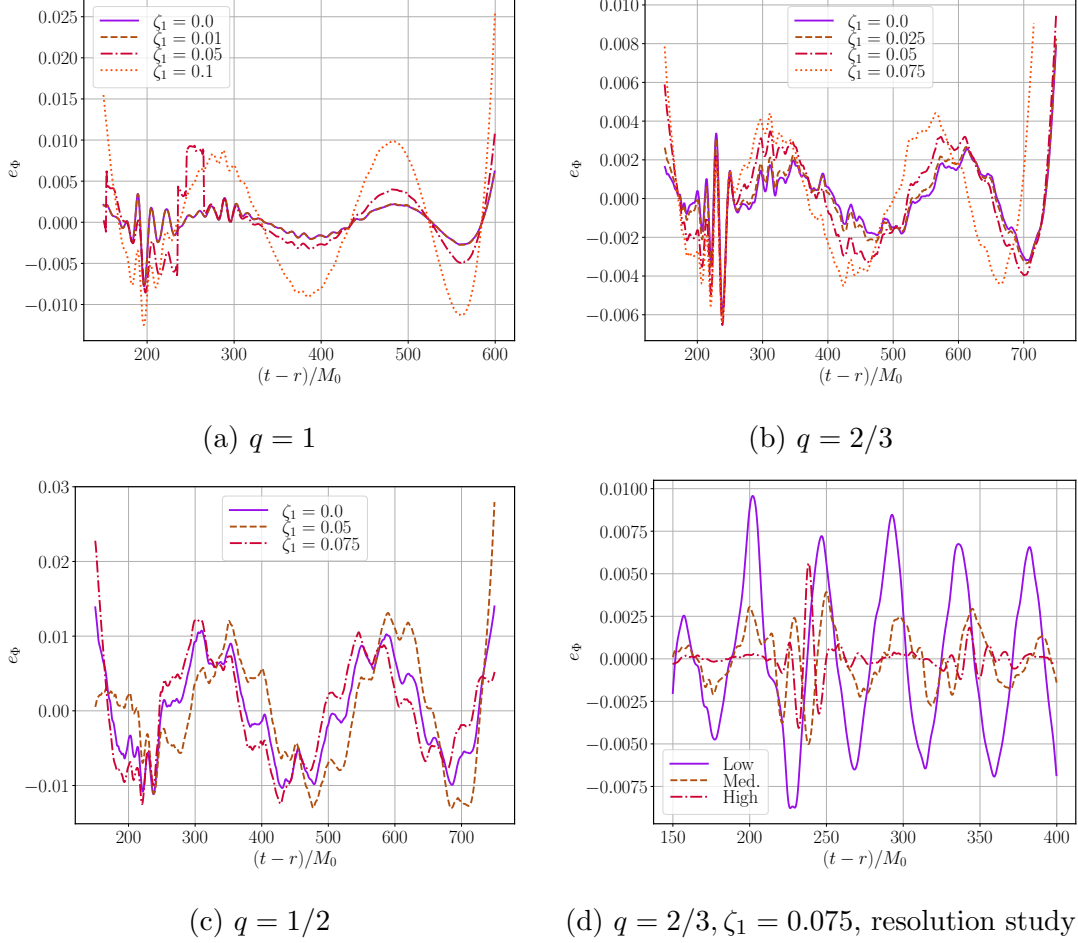 0.025
0.020
0.015
0.010
0.005
0.000
−0.005
−0.010
e_Φ
ζ₁ = 0.0
ζ₁ = 0.01
ζ₁ = 0.05
ζ₁ = 0.1
200 300 400 500 600
(t − r)/M₀
(a) q = 1
0.010
0.008
0.006
0.004
0.002
0.000
−0.002
−0.004
−0.006
e_Φ
ζ₁ = 0.0
ζ₁ = 0.025
ζ₁ = 0.05
ζ₁ = 0.075
200 300 400 500 600 700
(t − r)/M₀
(b) q = 2/3
0.03
0.02
0.01
0.00
−0.01
e_Φ
ζ₁ = 0.0
ζ₁ = 0.05
ζ₁ = 0.075
200 300 400 500 600 700
(t − r)/M₀
(c) q = 1/2
0.0100
0.0075
0.0050
0.0025
0.0000
−0.0025
−0.0050
−0.0075
e_Φ
Low
Med.
High
150 200 250 300 350 400
(t − r)/M₀
(d) q = 2/3, ζ₁ = 0.075, resolution study